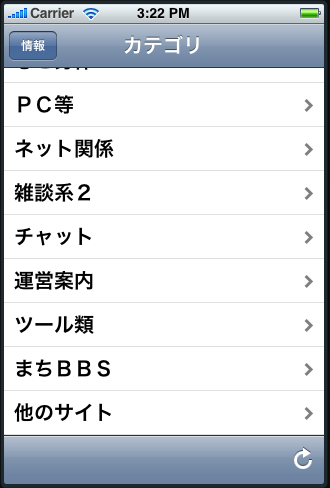 Carrier 3:22 PM
情報 カテゴリ
ＰＣ等
ネット関係
雑談系２
チャット
運営案内
ツール類
まちＢＢＳ
他のサイト